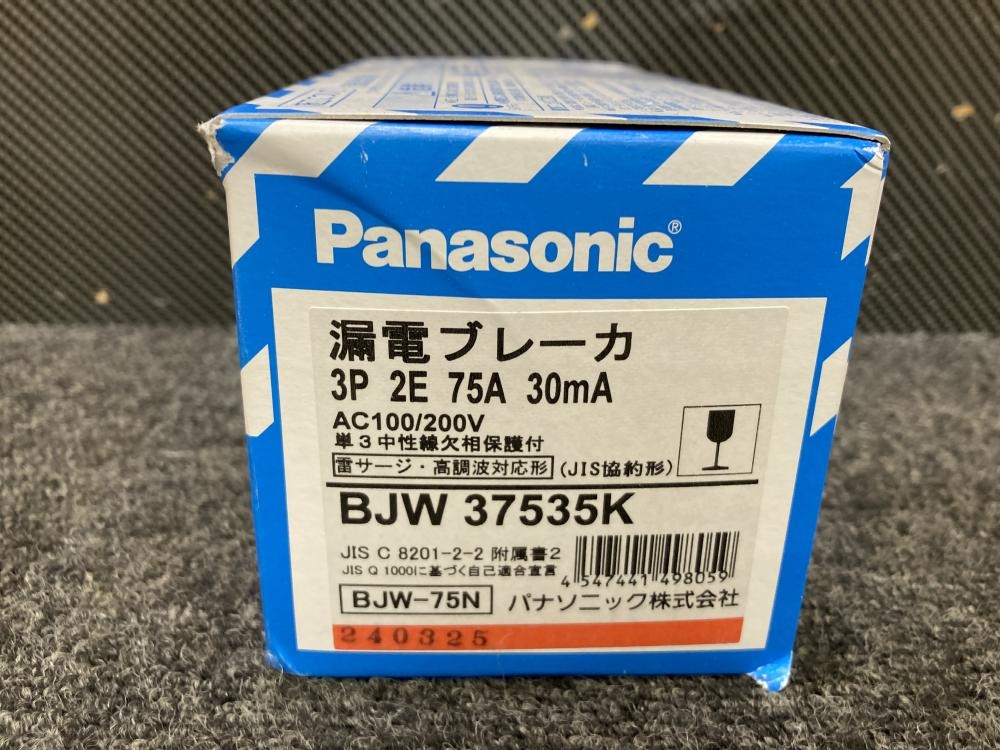 Panasonic®
漏電ブレーカ
3P 2E 75A 30mA
AC100/200V
単3中性線欠相保護付
雷サージ・高調波対応形 (JIS協約形)
BJW 37535K
JIS C 8201-2-2 附属書2
JIS Q 1000に基づく自己適合宣言
4 547441 498059
BJW-75N パナソニック株式会社
240325